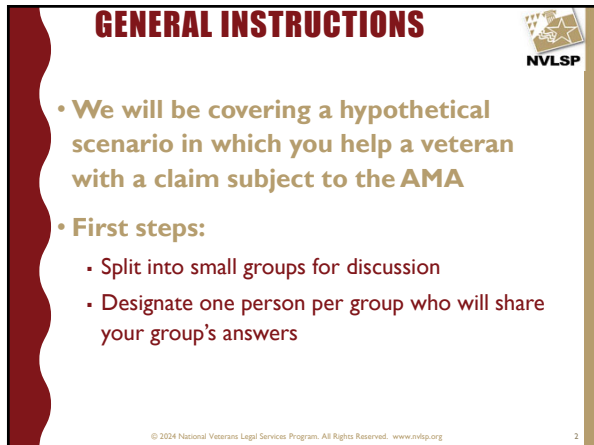 GENERAL INSTRUCTIONS
NVLSP
• We will be covering a hypothetical
scenario in which you help a veteran
with a claim subject to the AMA
• First steps:
▪ Split into small groups for discussion
▪ Designate one person per group who will share
your group's answers
© 2024 National Veterans Legal Services Program. All Rights Reserved. www.nvlsp.org
2